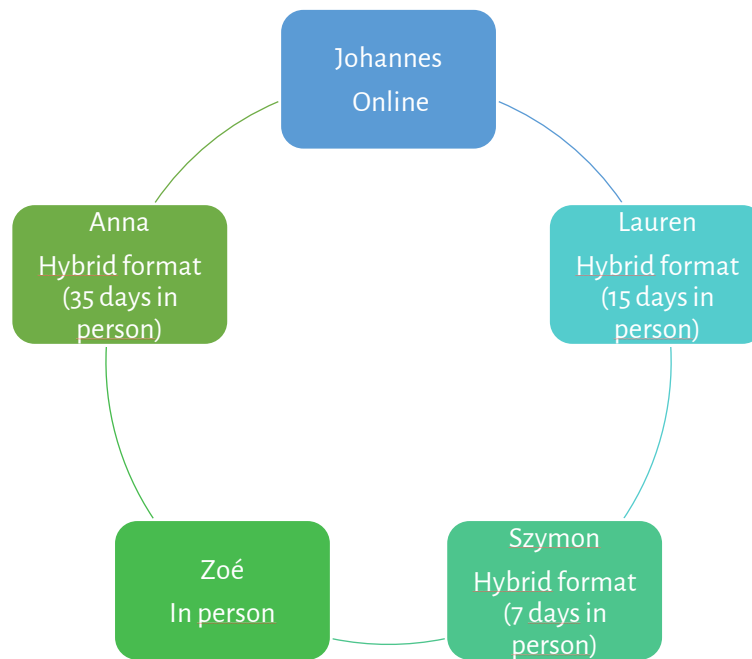 Johannes
Online
Lauren
Hybrid format
(15 days in
person)
Szymon
Hybrid format
(7 days in
person)
Zoé
In person
Anna
Hybrid format
(35 days in
person)